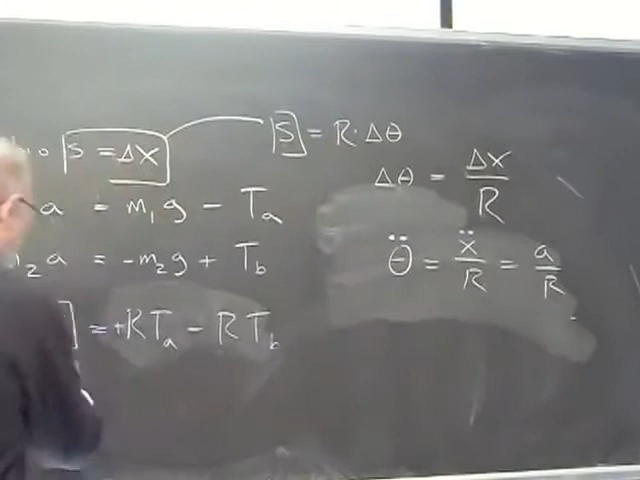 s = Δx
s = R·Δθ
Δθ = Δx/R
a = m₁g − Tₐ
₂a = −m₂g + T_b
θ̈ = ẍ/R = a/R
] = +RTₐ − RT_b